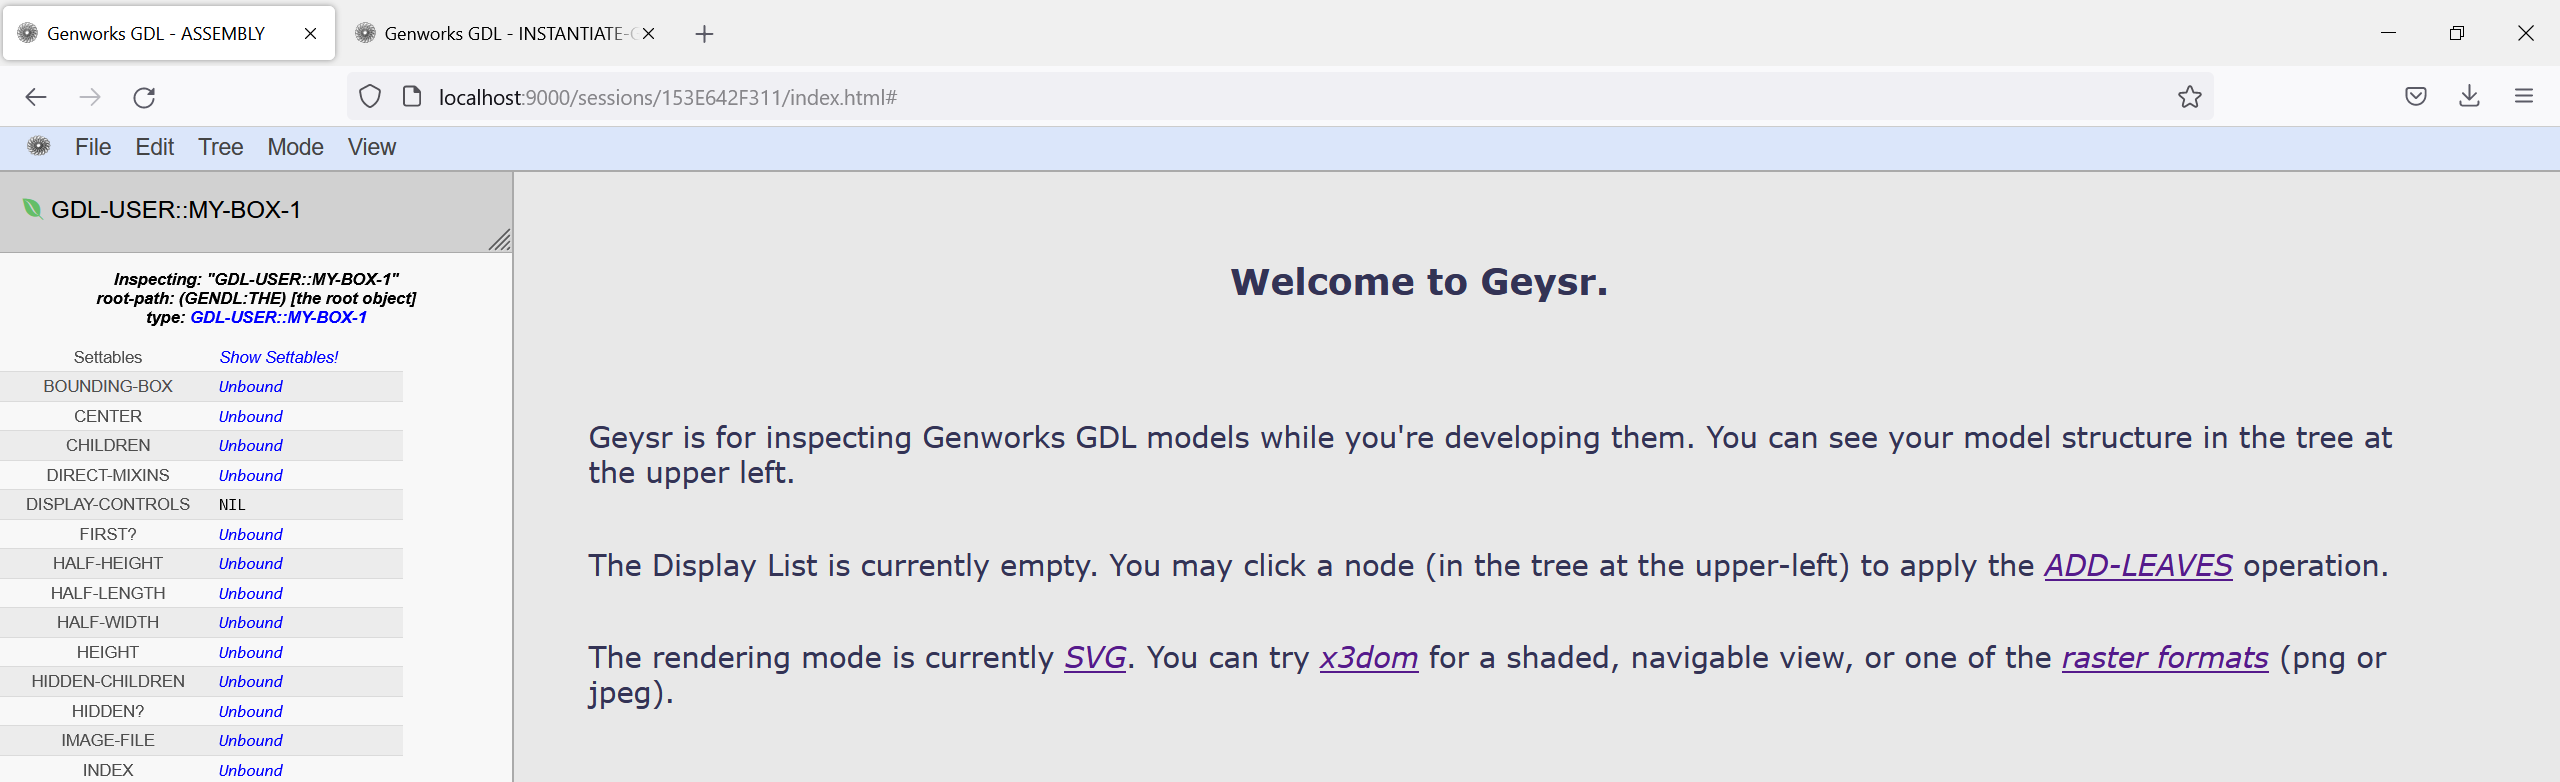 Genworks GDL - ASSEMBLY
Genworks GDL - INSTANTIATE-
localhost:9000/sessions/153E642F311/index.html#
File Edit Tree Mode View
GDL-USER::MY-BOX-1
Inspecting: "GDL-USER::MY-BOX-1"
root-path: (GENDL:THE) [the root object]
type: GDL-USER::MY-BOX-1
Settables Show Settables!
BOUNDING-BOX Unbound
CENTER Unbound
CHILDREN Unbound
DIRECT-MIXINS Unbound
DISPLAY-CONTROLS NIL
FIRST? Unbound
HALF-HEIGHT Unbound
HALF-LENGTH Unbound
HALF-WIDTH Unbound
HEIGHT Unbound
HIDDEN-CHILDREN Unbound
HIDDEN? Unbound
IMAGE-FILE Unbound
INDEX Unbound
Welcome to Geysr.
Geysr is for inspecting Genworks GDL models while you're developing them. You can see your model structure in the tree at
the upper left.
The Display List is currently empty. You may click a node (in the tree at the upper-left) to apply the ADD-LEAVES operation.
The rendering mode is currently SVG. You can try x3dom for a shaded, navigable view, or one of the raster formats (png or
jpeg).